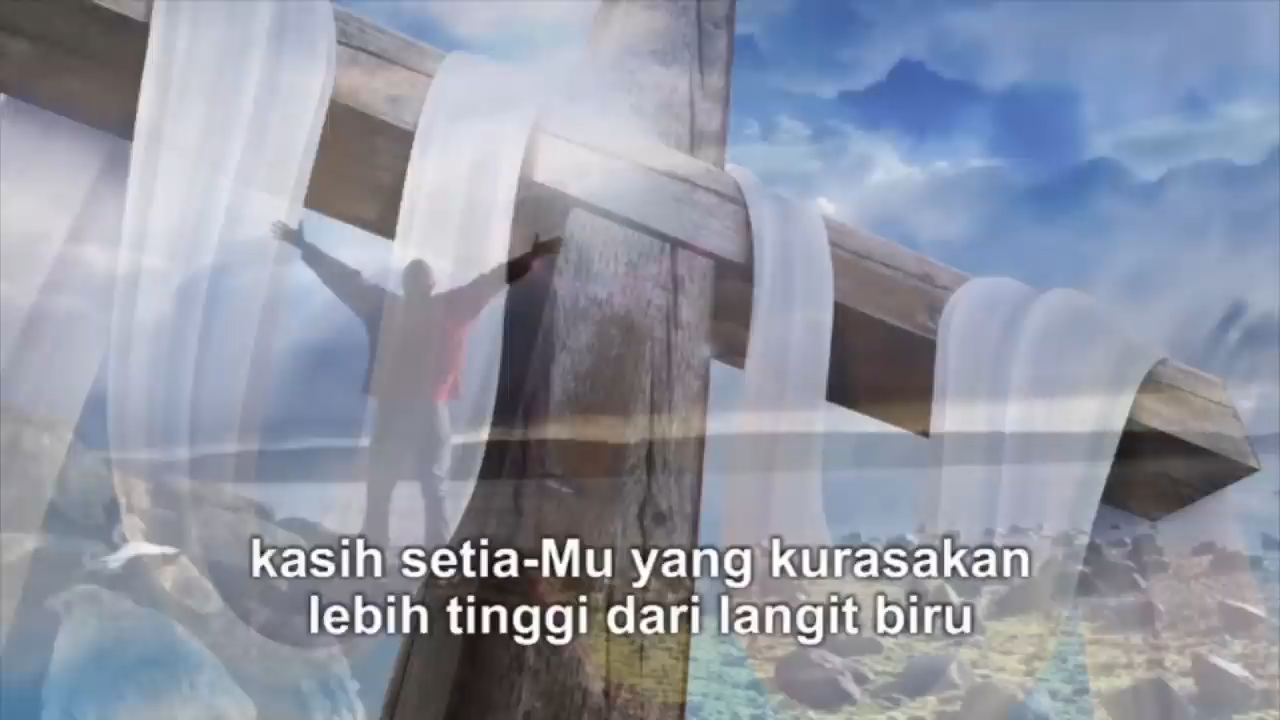 kasih setia-Mu yang kurasakan
lebih tinggi dari langit biru